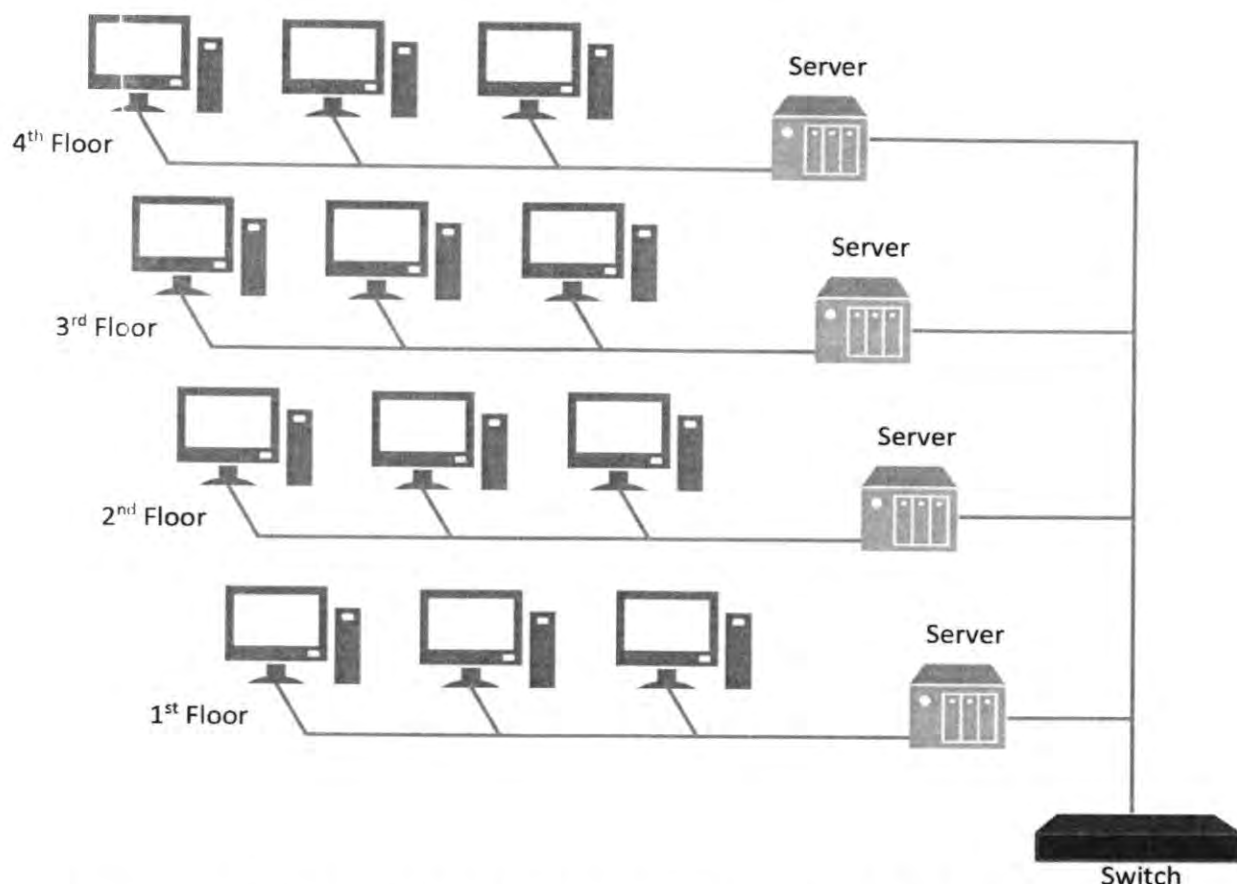 Server
4th Floor
Server
3rd Floor
Server
2nd Floor
Server
1st Floor
Switch